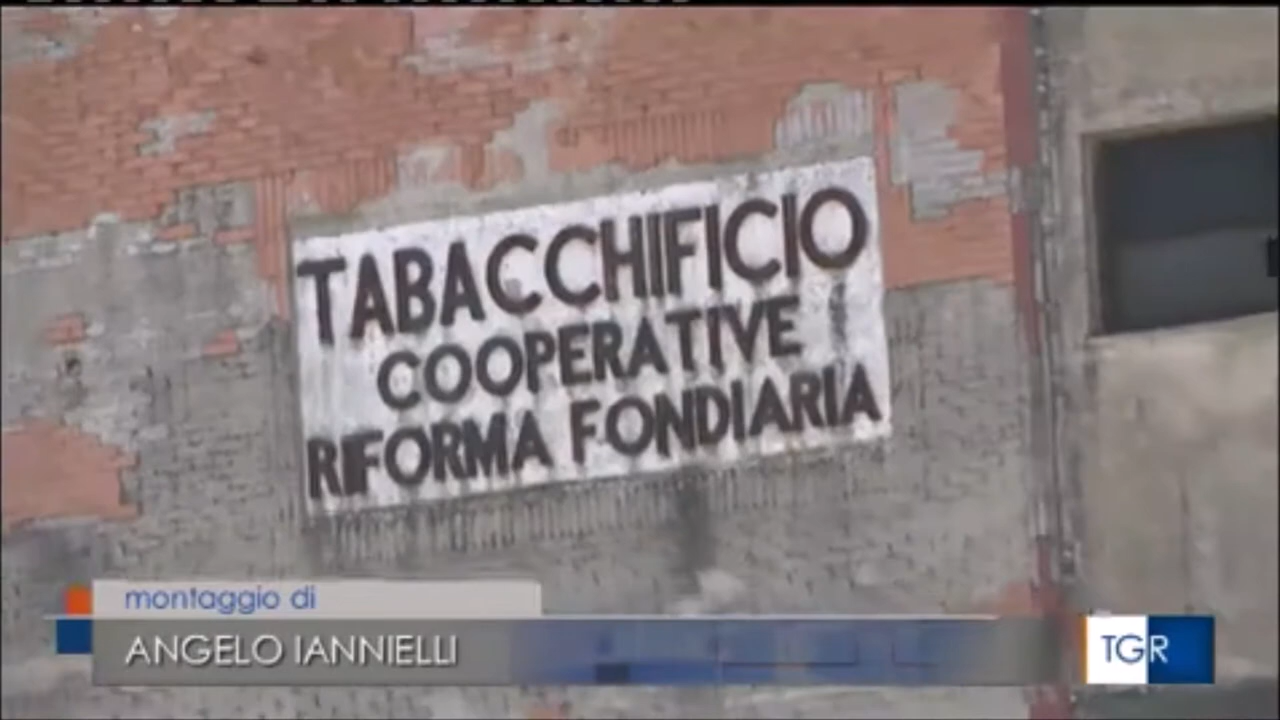 TABACCHIFICIO
COOPERATIVE
RIFORMA FONDIARIA
montaggio di
ANGELO IANNIELLI
TGR